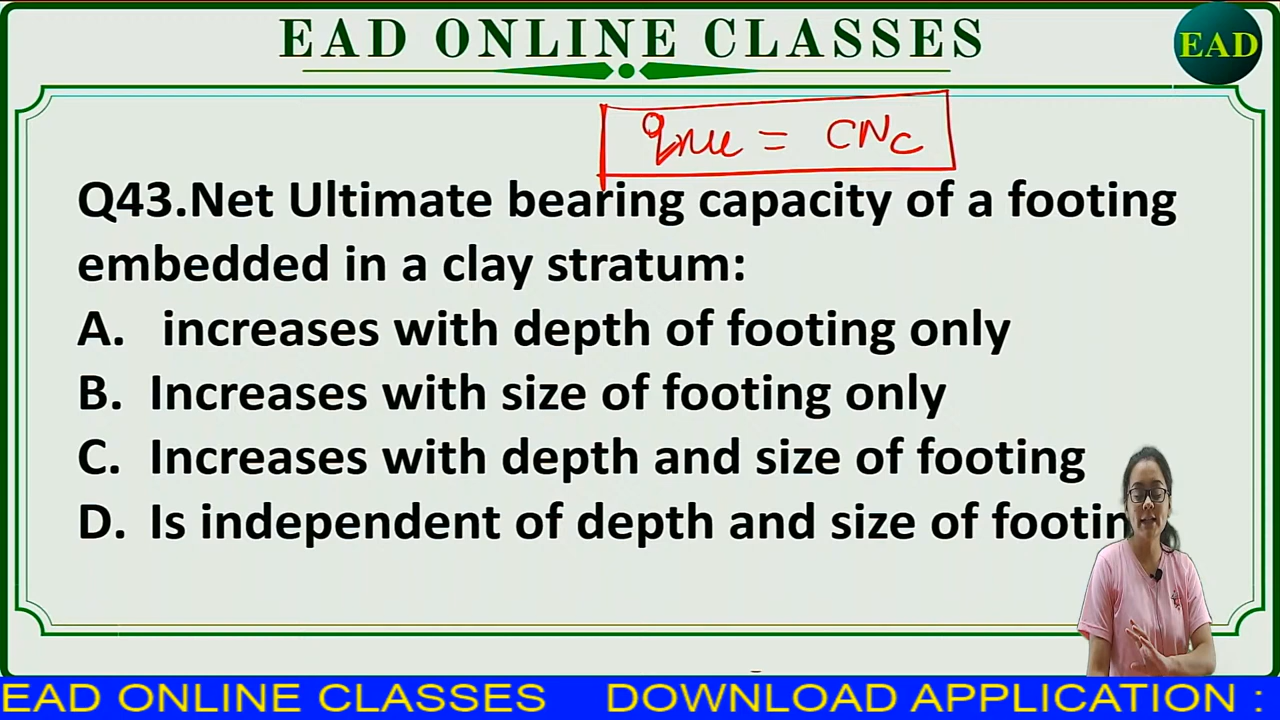 EAD ONLINE CLASSES
EAD
qnu = CNc
Q43.Net Ultimate bearing capacity of a footing
embedded in a clay stratum:
A. increases with depth of footing only
B. Increases with size of footing only
C. Increases with depth and size of footing
D. Is independent of depth and size of footin
EAD ONLINE CLASSES DOWNLOAD APPLICATION :